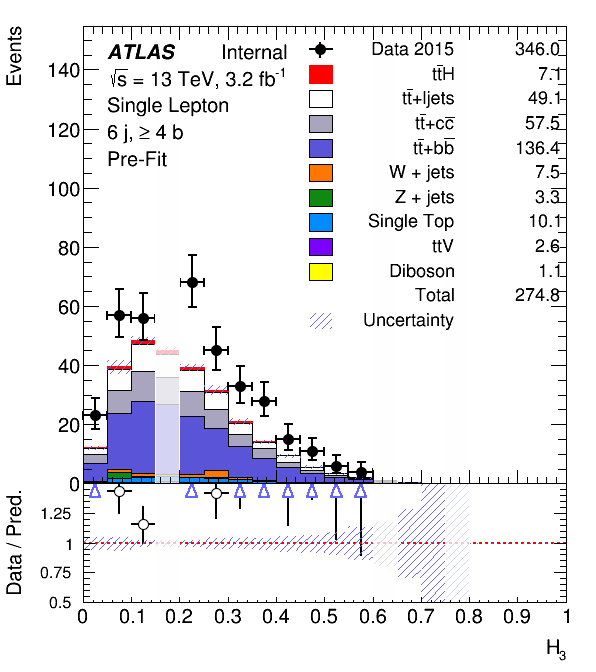 Events
ATLAS Internal
√s = 13 TeV, 3.2 fb⁻¹
Single Lepton
6 j, ≥ 4 b
Pre-Fit
Data 2015 346.0
tt̄H 7.1
tt̄+ljets 49.1
tt̄+cc̄ 57.5
tt̄+bb̄ 136.4
W + jets 7.5
Z + jets 3.3
Single Top 10.1
ttV 2.6
Diboson 1.1
Total 274.8
Uncertainty
140
120
100
80
60
40
20
0
Data / Pred.
1.25
1
0.75
0.5
0 0.1 0.2 0.3 0.4 0.5 0.6 0.7 0.8 0.9 1
H₃